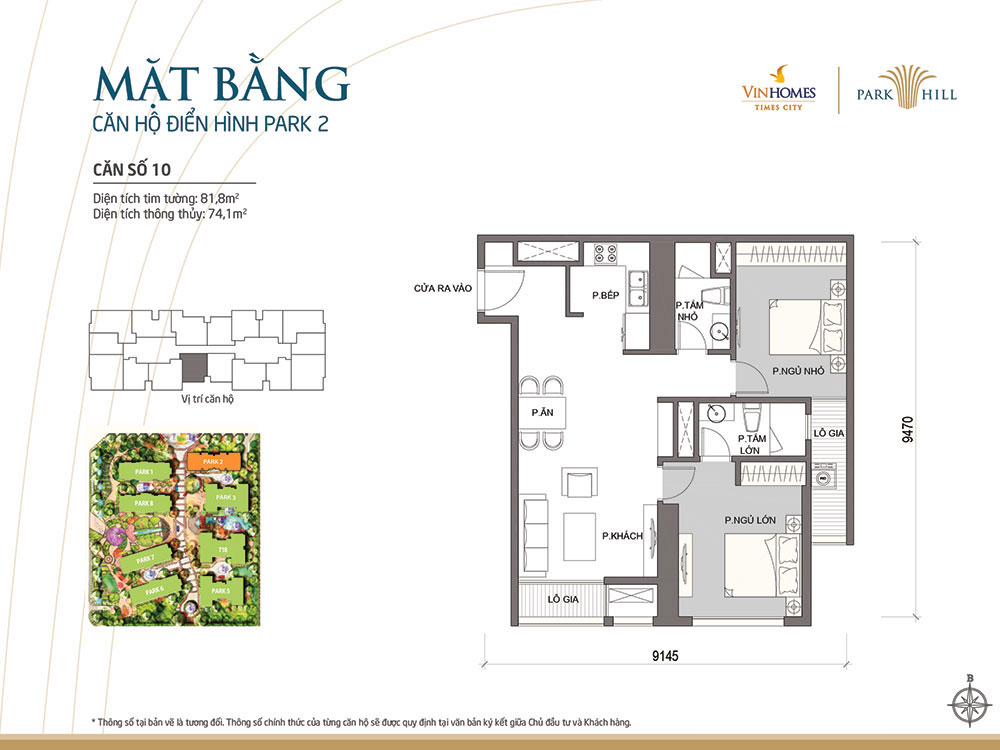 MẶT BẰNG
CĂN HỘ ĐIỂN HÌNH PARK 2
VINHOMES
TIMES CITY
PARK HILL
CĂN SỐ 10
Diện tích tim tường: 81,8m²
Diện tích thông thủy: 74,1m²
CỬA RA VÀO
P.BẾP
P.TẮM
NHỎ
P.NGỦ NHỎ
Vị trí căn hộ
P.ĂN
P.TẮM
LỚN
LÔ GIA
9470
PARK 1
PARK 2
PARK 8
PARK 3
T18
PARK 7
PARK 6
PARK 5
P.NGỦ LỚN
P.KHÁCH
LÔ GIA
9145
B
* Thông số tại bản vẽ là tương đối. Thông số chính thức của từng căn hộ sẽ được quy định tại văn bản ký kết giữa Chủ đầu tư và Khách hàng.